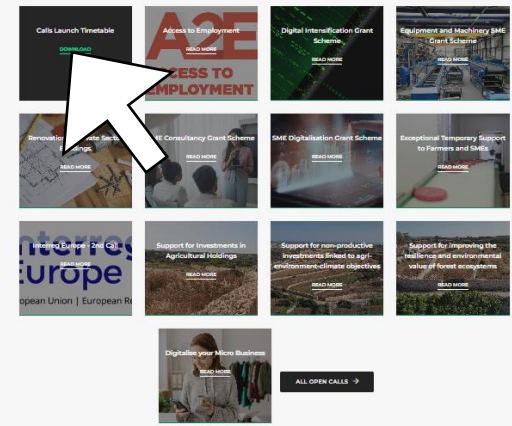 Calls Launch Timetable
DOWNLOAD
A2E
ACCESS TO
EMPLOYMENT
Access to Employment
READ MORE
Digital Intensification Grant
Scheme
READ MORE
Equipment and Machinery SME
Grant Scheme
READ MORE
READ MORE
SME Consultancy Grant Scheme
READ MORE
SME Digitalisation Grant Scheme
READ MORE
Exceptional Temporary Support
to Farmers and SMEs
READ MORE
Interreg Europe - 2nd Call
READ MORE
Interreg
Europe
opean Union | European Re
Support for Investments in
Agricultural Holdings
READ MORE
Support for non-productive
investments linked to agri-
environment-climate objectives
READ MORE
Support for improving the
resilience and environmental
value of forest ecosystems
READ MORE
Digitalise your Micro Business
READ MORE
ALL OPEN CALLS